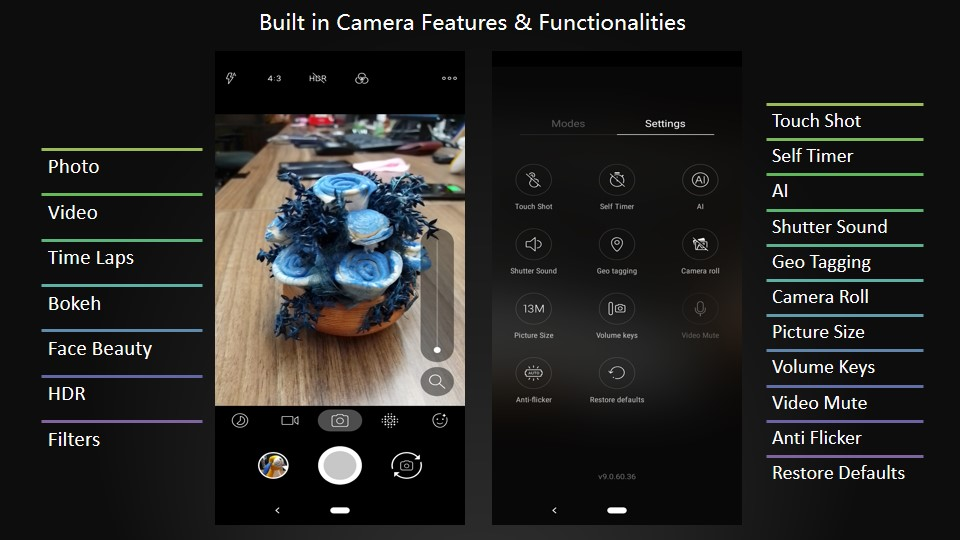 Built in Camera Features & Functionalities
Photo
Video
Time Laps
Bokeh
Face Beauty
HDR
Filters
4:3
HDR
Modes
Settings
Touch Shot
Self Timer
AI
AI
Shutter Sound
Geo tagging
Camera roll
13M
Picture Size
Volume keys
Video Mute
AUTO
Anti-flicker
Restore defaults
v9.0.60.36
Touch Shot
Self Timer
AI
Shutter Sound
Geo Tagging
Camera Roll
Picture Size
Volume Keys
Video Mute
Anti Flicker
Restore Defaults